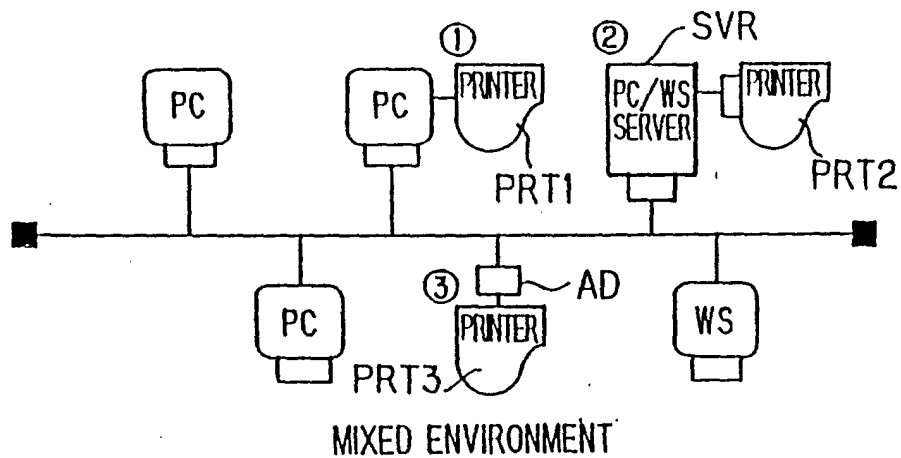 ① ② SVR
PC PC PRINTER PC/WS SERVER PRINTER
PRT1 PRT2
③ AD
PC PRINTER WS
PRT3
MIXED ENVIRONMENT